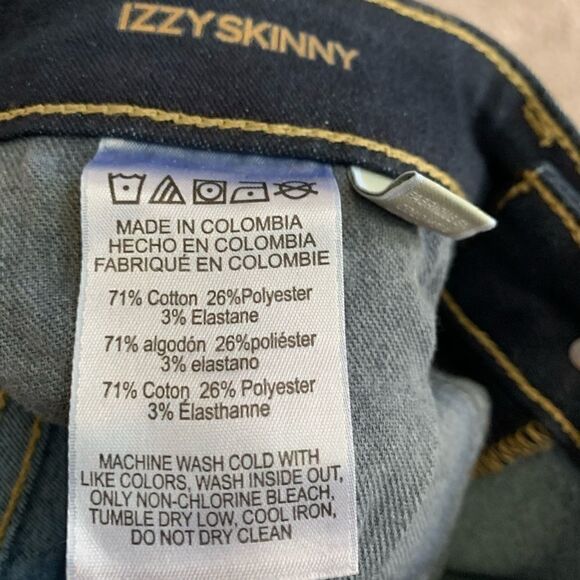 IZZY SKINNY
MADE IN COLOMBIA
HECHO EN COLOMBIA
FABRIQUÉ EN COLOMBIE
71% Cotton 26%Polyester
3% Elastane
71% algodón 26%poliéster
3% elastano
71% Coton 26% Polyester
3% Élasthanne
MACHINE WASH COLD WITH
LIKE COLORS, WASH INSIDE OUT,
ONLY NON-CHLORINE BLEACH,
TUMBLE DRY LOW, COOL IRON,
DO NOT DRY CLEAN